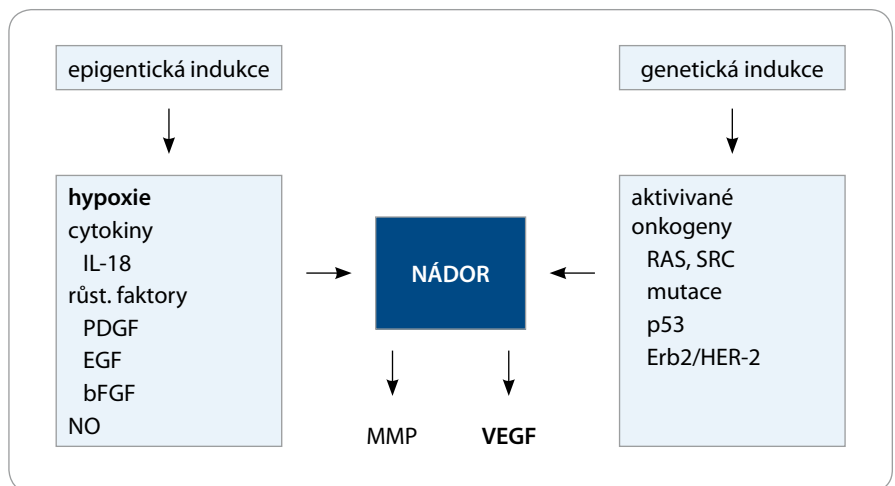 epigentická indukce
genetická indukce
hypoxie
cytokiny
IL-18
růst. faktory
PDGF
EGF
bFGF
NO
NÁDOR
aktivivané
onkogeny
RAS, SRC
mutace
p53
Erb2/HER-2
MMP
VEGF